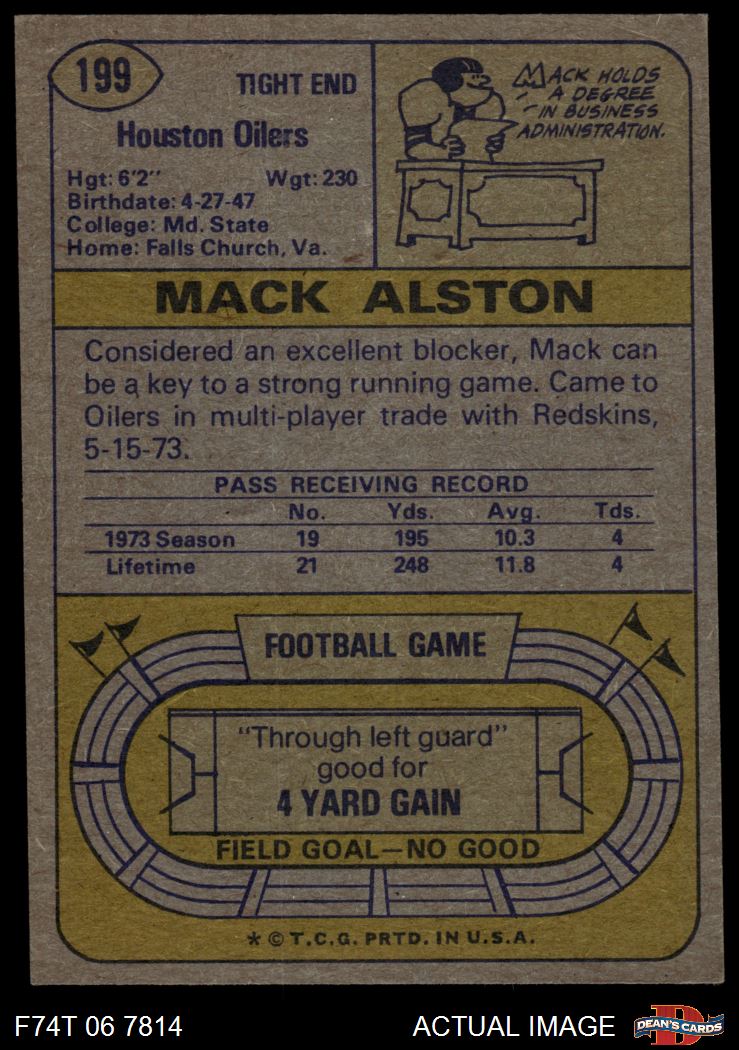 199
TIGHT END
Houston Oilers
Hgt: 6'2" Wgt: 230
Birthdate: 4-27-47
College: Md. State
Home: Falls Church, Va.
MACK HOLDS
A DEGREE
IN BUSINESS
ADMINISTRATION.
MACK ALSTON
Considered an excellent blocker, Mack can
be a key to a strong running game. Came to
Oilers in multi-player trade with Redskins,
5-15-73.
PASS RECEIVING RECORD
No. Yds. Avg. Tds.
1973 Season 19 195 10.3 4
Lifetime 21 248 11.8 4
FOOTBALL GAME
"Through left guard"
good for
4 YARD GAIN
FIELD GOAL—NO GOOD
* © T.C.G. PRTD. IN U.S.A.
F74T 06 7814 ACTUAL IMAGE D DEAN'S CARDS